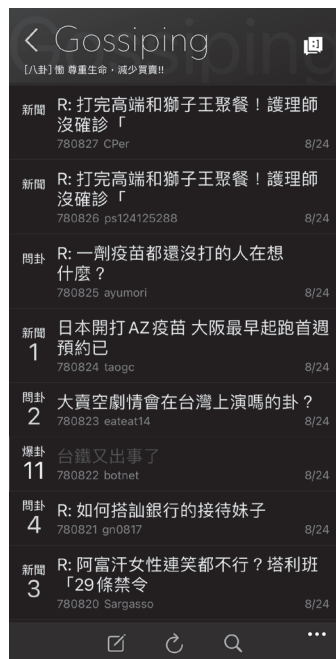 Gossiping
[八卦] 慟 尊重生命，減少買賣!!
新聞
R: 打完高端和獅子王聚餐！護理師
沒確診「
780827 CPer
8/24
新聞
R: 打完高端和獅子王聚餐！護理師
沒確診「
780826 ps124125288
8/24
問卦
R: 一劑疫苗都還沒打的人在想
什麼？
780825 ayumori
8/24
新聞
1
日本開打AZ疫苗 大阪最早起跑首週
預約已
780824 taogc
8/24
問卦
2
大賣空劇情會在台灣上演嗎的卦？
780823 eateat14
8/24
爆卦
11
台鐵又出事了
780822 botnet
8/24
問卦
4
R: 如何搭訕銀行的接待妹子
780821 gn0817
8/24
新聞
3
R: 阿富汗女性連笑都不行？塔利班
「29條禁令
780820 Sargasso
8/24